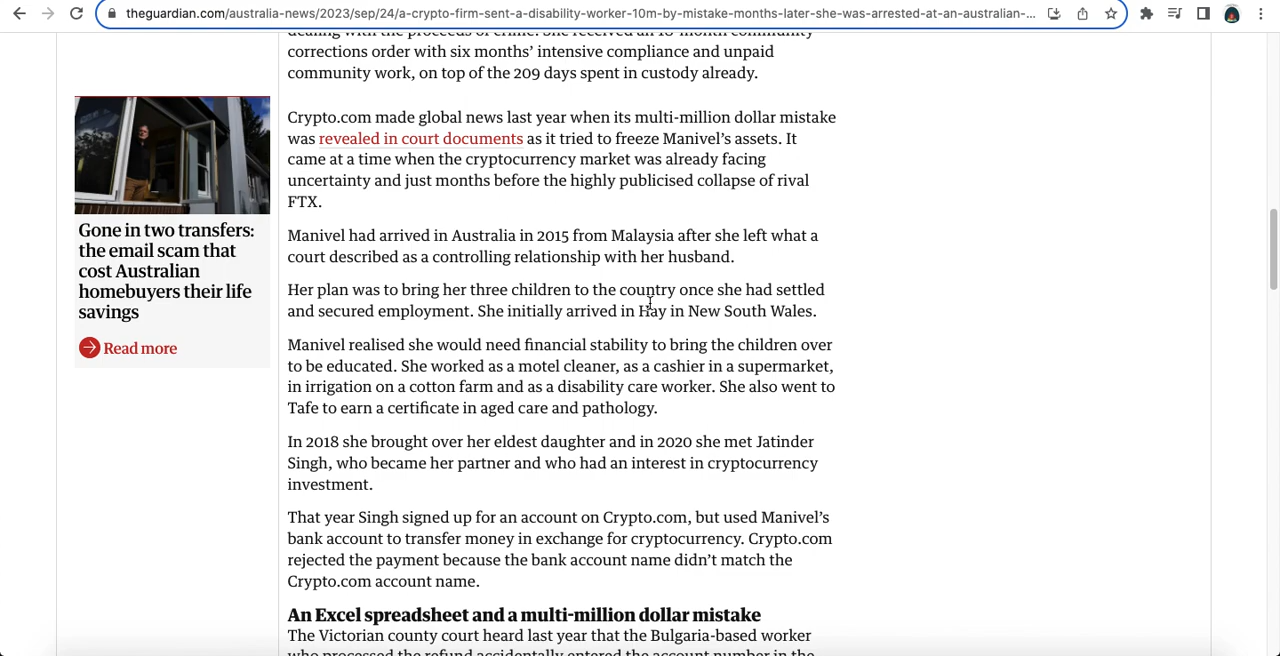 theguardian.com/australia-news/2023/sep/24/a-crypto-firm-sent-a-disability-worker-10m-by-mistake-months-later-she-was-arrested-at-an-australian-...
corrections order with six months’ intensive compliance and unpaid
community work, on top of the 209 days spent in custody already.
Gone in two transfers:
the email scam that
cost Australian
homebuyers their life
savings
Read more
Crypto.com made global news last year when its multi-million dollar mistake
was revealed in court documents as it tried to freeze Manivel’s assets. It
came at a time when the cryptocurrency market was already facing
uncertainty and just months before the highly publicised collapse of rival
FTX.
Manivel had arrived in Australia in 2015 from Malaysia after she left what a
court described as a controlling relationship with her husband.
Her plan was to bring her three children to the country once she had settled
and secured employment. She initially arrived in Hay in New South Wales.
Manivel realised she would need financial stability to bring the children over
to be educated. She worked as a motel cleaner, as a cashier in a supermarket,
in irrigation on a cotton farm and as a disability care worker. She also went to
Tafe to earn a certificate in aged care and pathology.
In 2018 she brought over her eldest daughter and in 2020 she met Jatinder
Singh, who became her partner and who had an interest in cryptocurrency
investment.
That year Singh signed up for an account on Crypto.com, but used Manivel’s
bank account to transfer money in exchange for cryptocurrency. Crypto.com
rejected the payment because the bank account name didn’t match the
Crypto.com account name.
An Excel spreadsheet and a multi-million dollar mistake
The Victorian county court heard last year that the Bulgaria-based worker
who processed the refund accidentally entered the account number in the